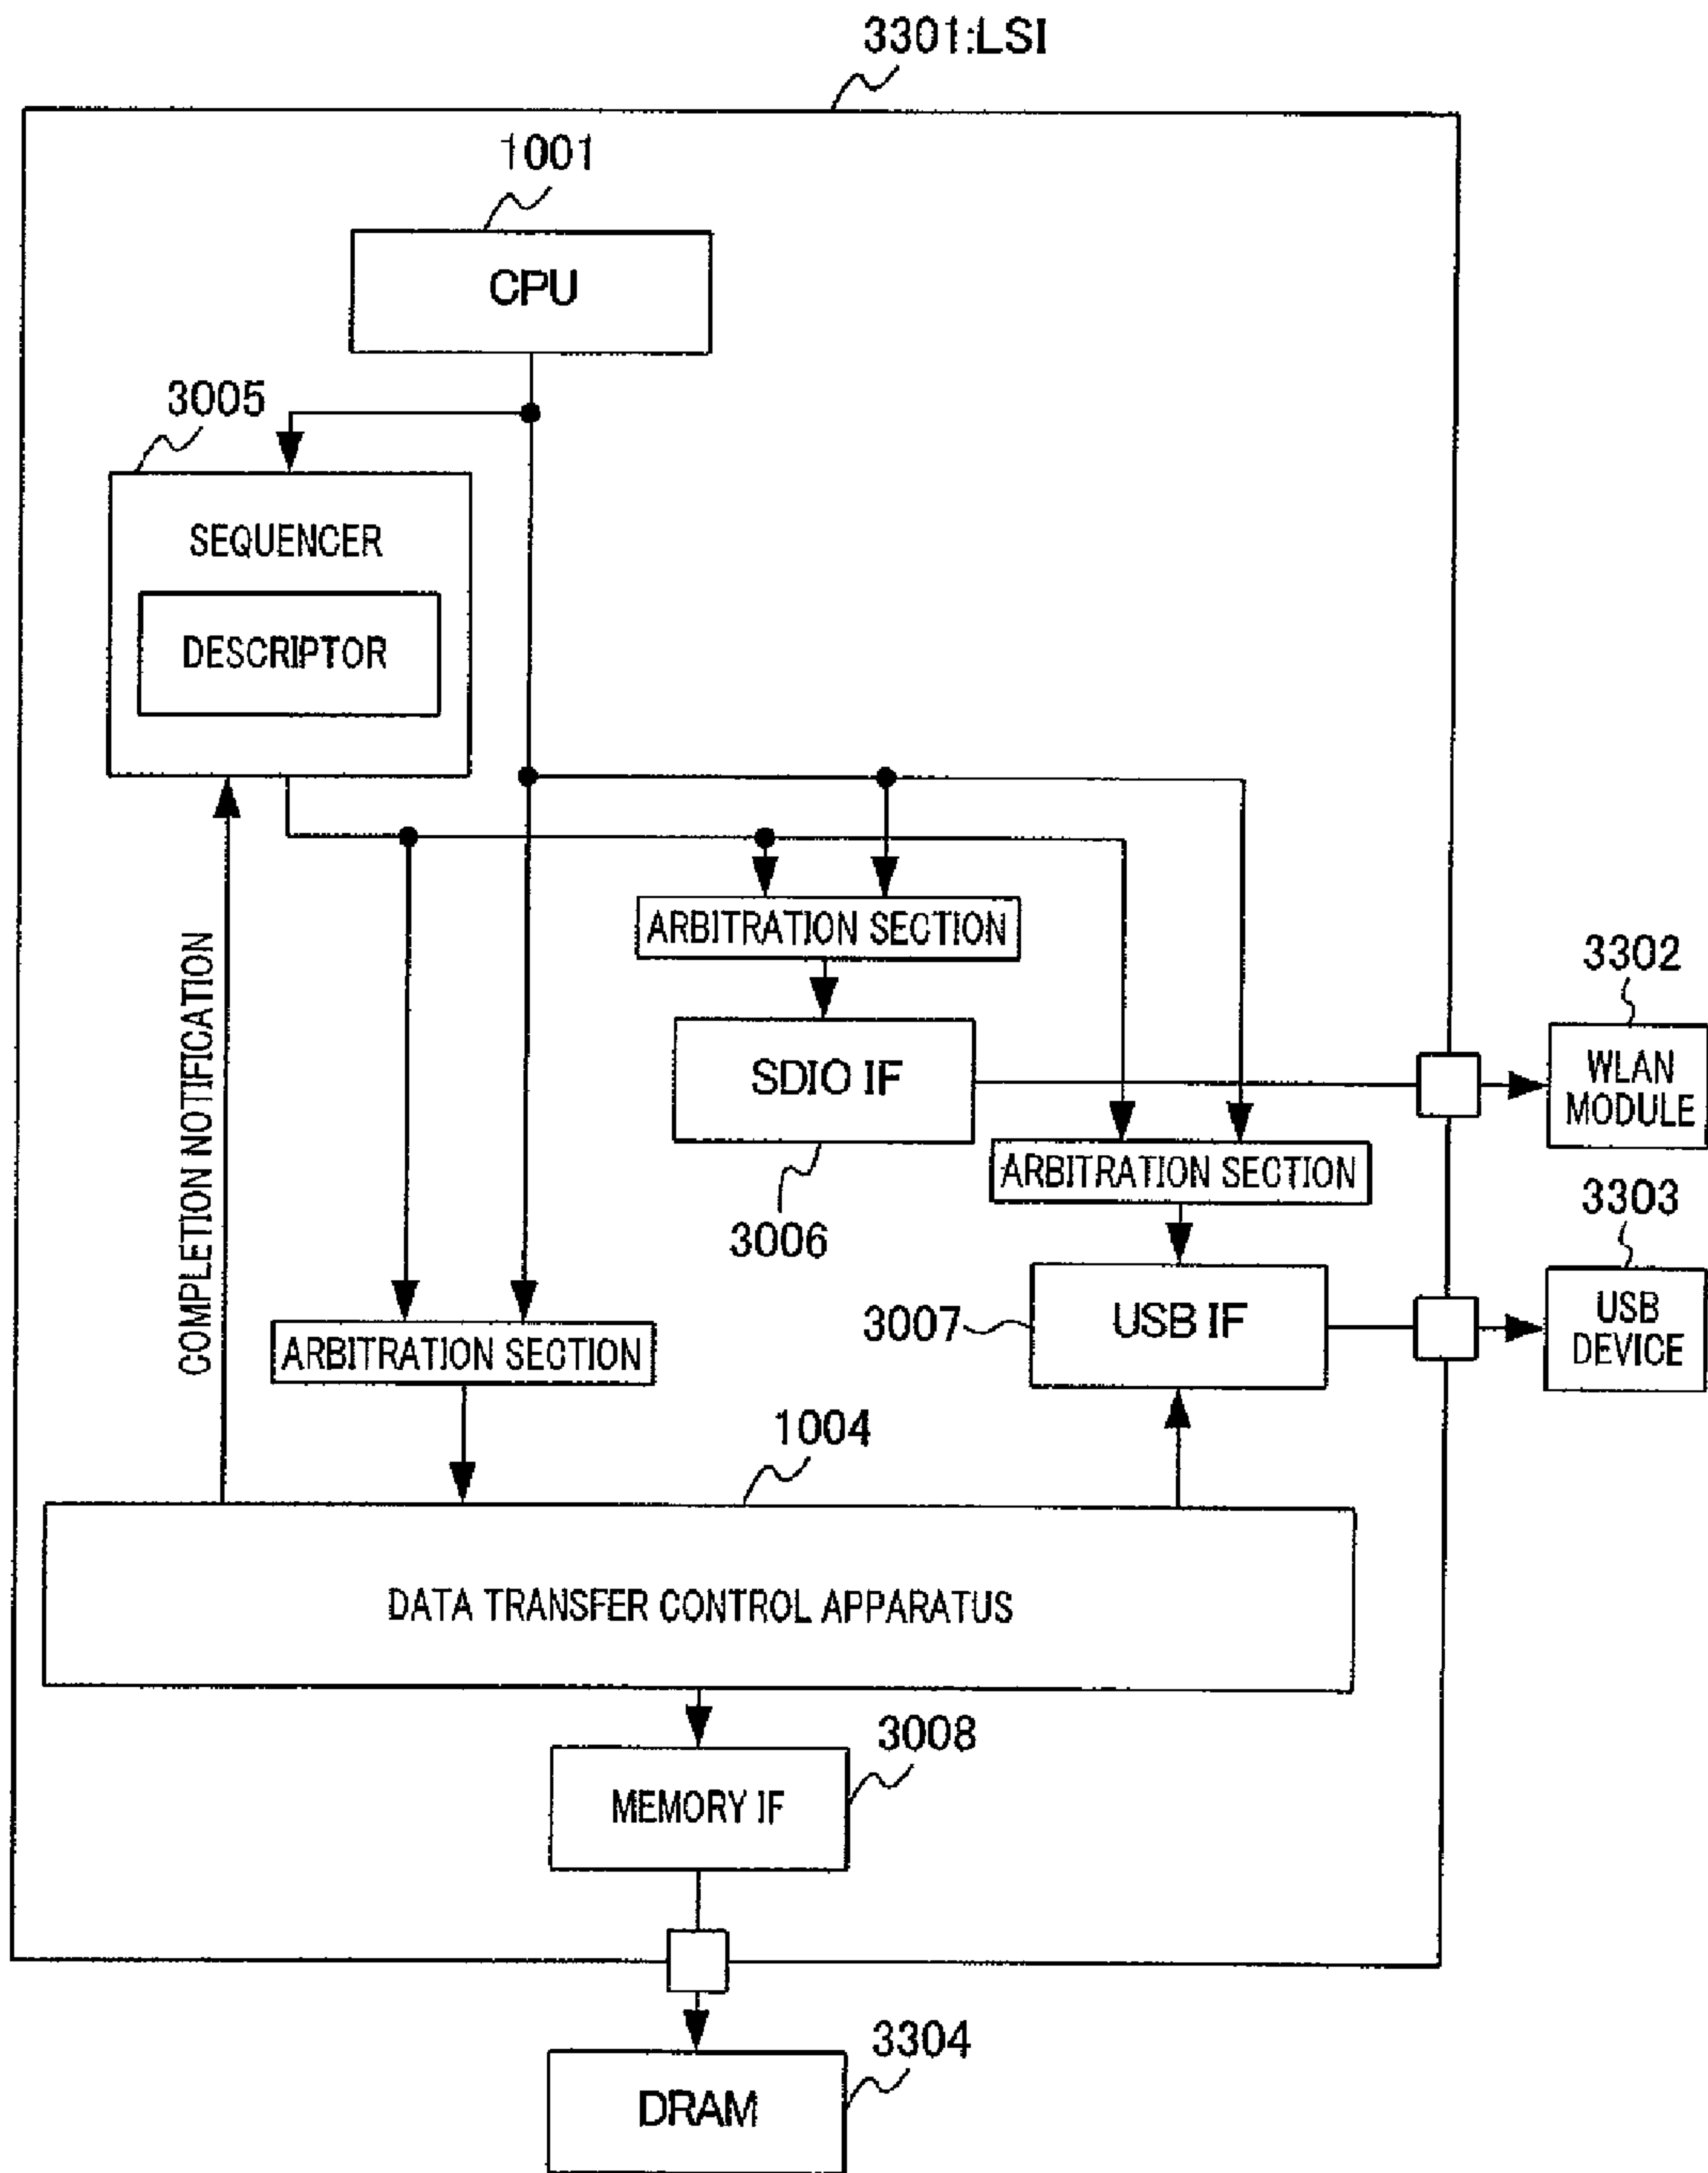 3301:LSI
1001
CPU
3005
SEQUENCER
DESCRIPTOR
COMPLETION NOTIFICATION
ARBITRATION SECTION
3302
SDIO IF
WLAN
MODULE
ARBITRATION SECTION
3006
3303
3007
USB IF
USB
DEVICE
ARBITRATION SECTION
1004
DATA TRANSFER CONTROL APPARATUS
3008
MEMORY IF
3304
DRAM